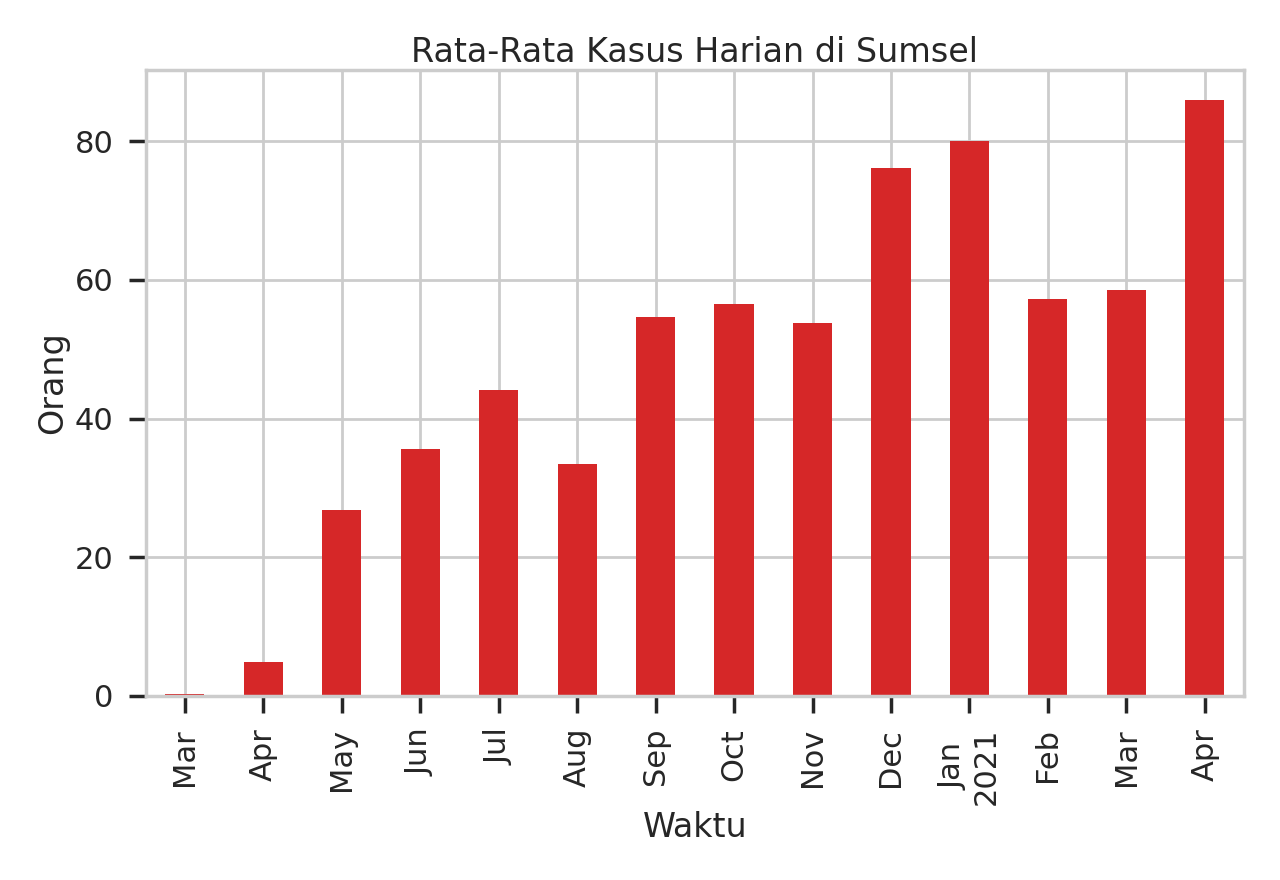 Rata-Rata Kasus Harian di Sumsel
80
60
40
20
0
Orang
Mar
Apr
May
Jun
Jul
Aug
Sep
Oct
Nov
Dec
Jan
2021
Feb
Mar
Apr
Waktu